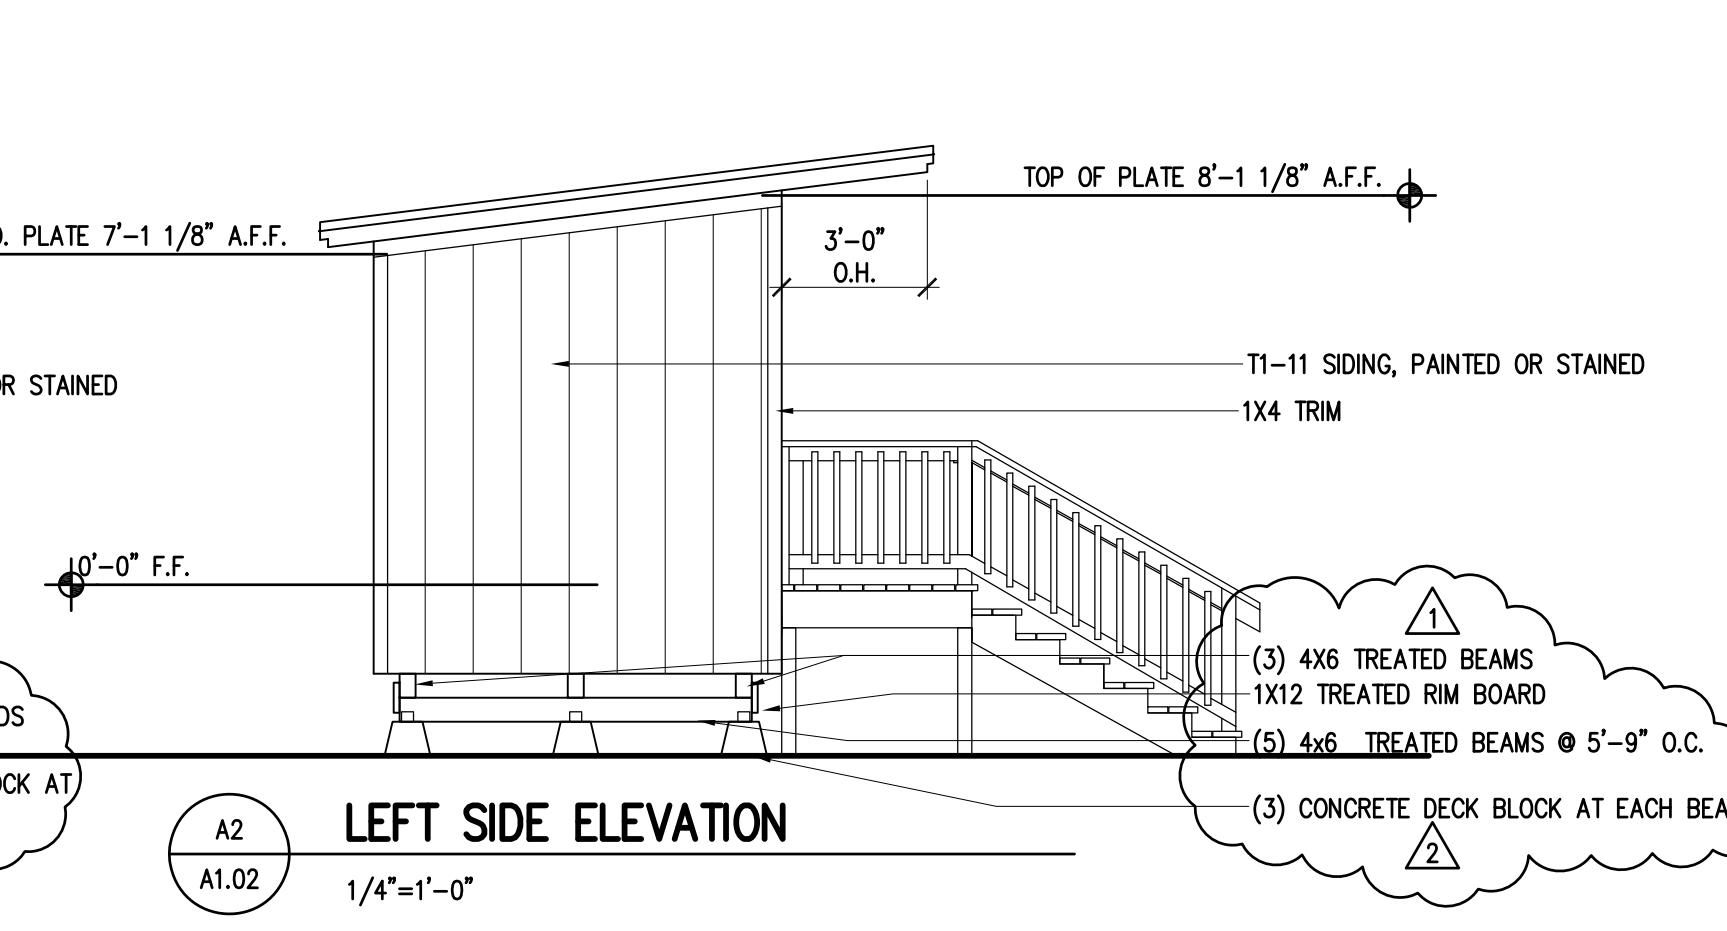 TOP OF PLATE 8'-1 1/8" A.F.F.
PLATE 7'-1 1/8" A.F.F.
3'-0"
O.H.
T1-11 SIDING, PAINTED OR STAINED
STAINED
1X4 TRIM
0'-0" F.F.
1
(3) 4X6 TREATED BEAMS
1X12 TREATED RIM BOARD
(5) 4x6 TREATED BEAMS @ 5'-9" O.C.
AT
(3) CONCRETE DECK BLOCK AT EACH
2
LEFT SIDE ELEVATION
A2
A1.02
1/4"=1'-0"